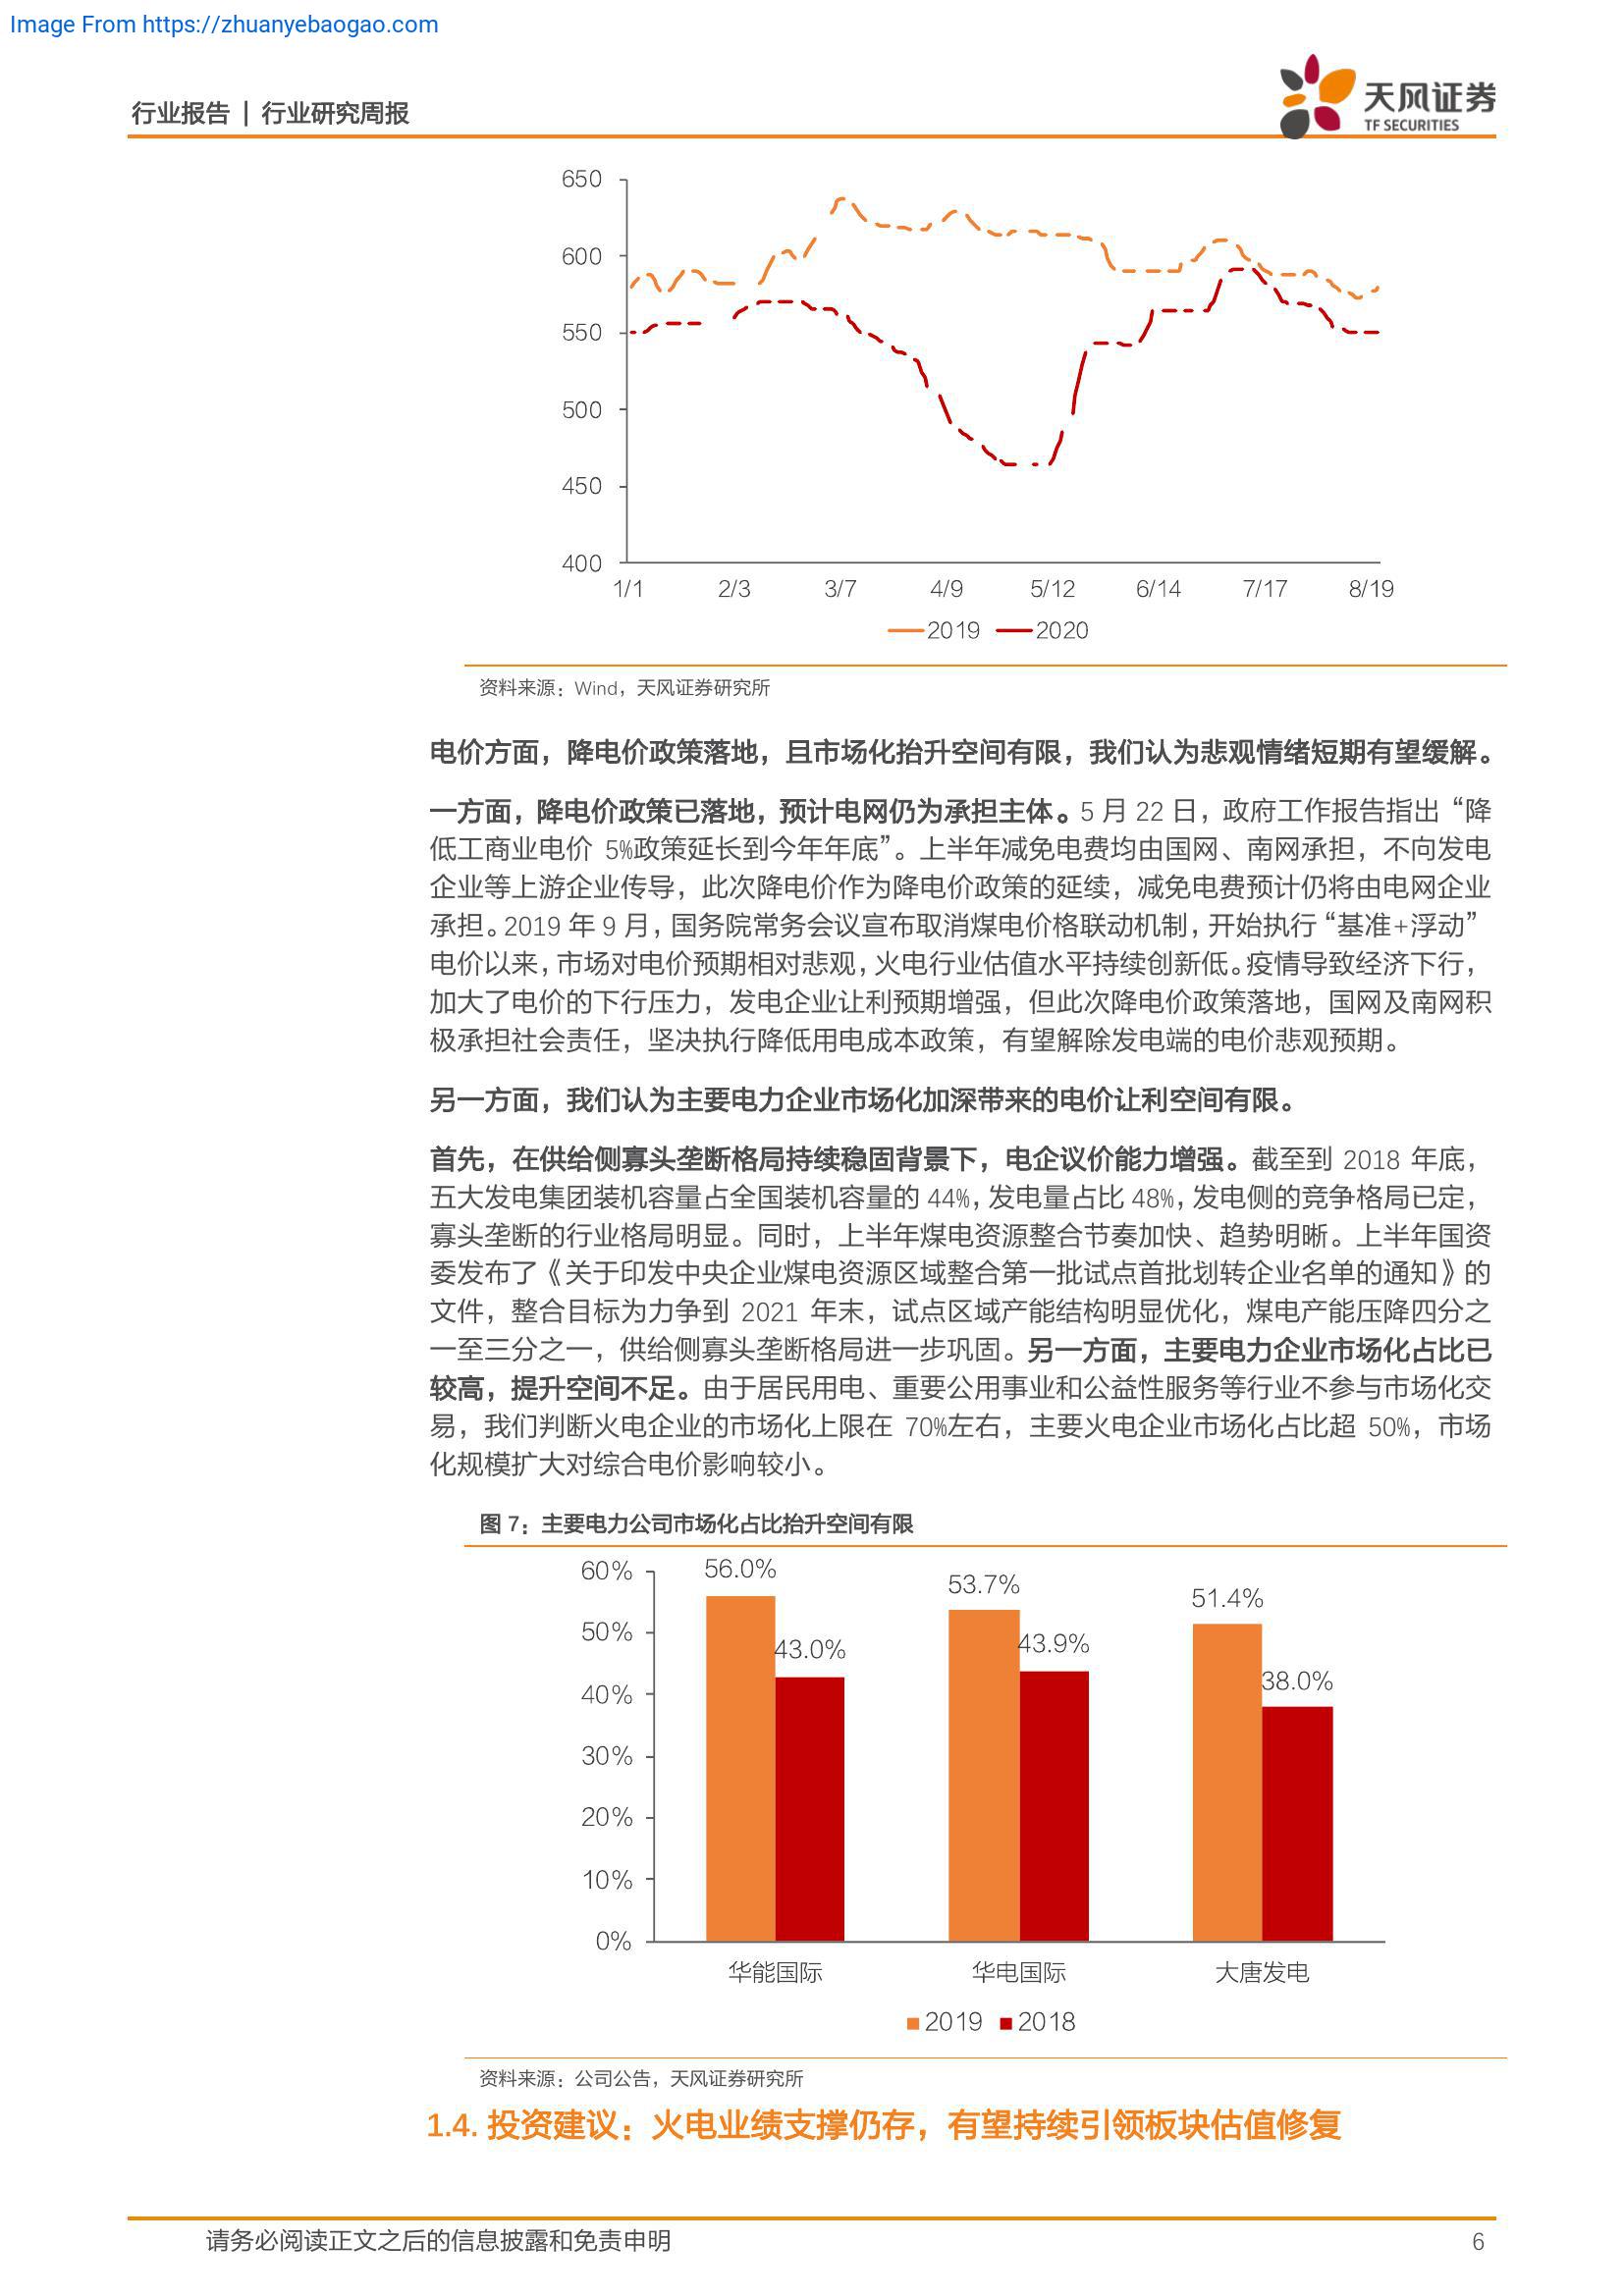 Image From https://zhuanyebaogao.com
行业报告 | 行业研究周报
天风证券
TF SECURITIES
650
600
550
500
450
400
1/1 2/3 3/7 4/9 5/12 6/14 7/17 8/19
2019 2020
资料来源：Wind，天风证券研究所
电价方面，降电价政策落地，且市场化抬升空间有限，我们认为悲观情绪短期有望缓解。
一方面，降电价政策已落地，预计电网仍为承担主体。5 月 22 日，政府工作报告指出“降
低工商业电价 5%政策延长到今年年底”。上半年减免电费均由国网、南网承担，不向发电
企业等上游企业传导，此次降电价作为降电价政策的延续，减免电费预计仍将由电网企业
承担。2019 年 9 月，国务院常务会议宣布取消煤电价格联动机制，开始执行“基准+浮动”
电价以来，市场对电价预期相对悲观，火电行业估值水平持续创新低。疫情导致经济下行，
加大了电价的下行压力，发电企业让利预期增强，但此次降电价政策落地，国网及南网积
极承担社会责任，坚决执行降低用电成本政策，有望解除发电端的电价悲观预期。
另一方面，我们认为主要电力企业市场化加深带来的电价让利空间有限。
首先，在供给侧寡头垄断格局持续稳固背景下，电企议价能力增强。截至到 2018 年底，
五大发电集团装机容量占全国装机容量的 44%，发电量占比 48%，发电侧的竞争格局已定，
寡头垄断的行业格局明显。同时，上半年煤电资源整合节奏加快、趋势明晰。上半年国资
委发布了《关于印发中央企业煤电资源区域整合第一批试点首批划转企业名单的通知》的
文件，整合目标为力争到 2021 年末，试点区域产能结构明显优化，煤电产能压降四分之
一至三分之一，供给侧寡头垄断格局进一步巩固。另一方面，主要电力企业市场化占比已
较高，提升空间不足。由于居民用电、重要公用事业和公益性服务等行业不参与市场化交
易，我们判断火电企业的市场化上限在 70%左右，主要火电企业市场化占比超 50%，市场
化规模扩大对综合电价影响较小。
图 7：主要电力公司市场化占比抬升空间有限
60%
50%
40%
30%
20%
10%
0%
56.0% 43.0% 53.7% 43.9% 51.4% 38.0%
华能国际 华电国际 大唐发电
2019 2018
资料来源：公司公告，天风证券研究所
1.4. 投资建议：火电业绩支撑仍存，有望持续引领板块估值修复
请务必阅读正文之后的信息披露和免责申明 6